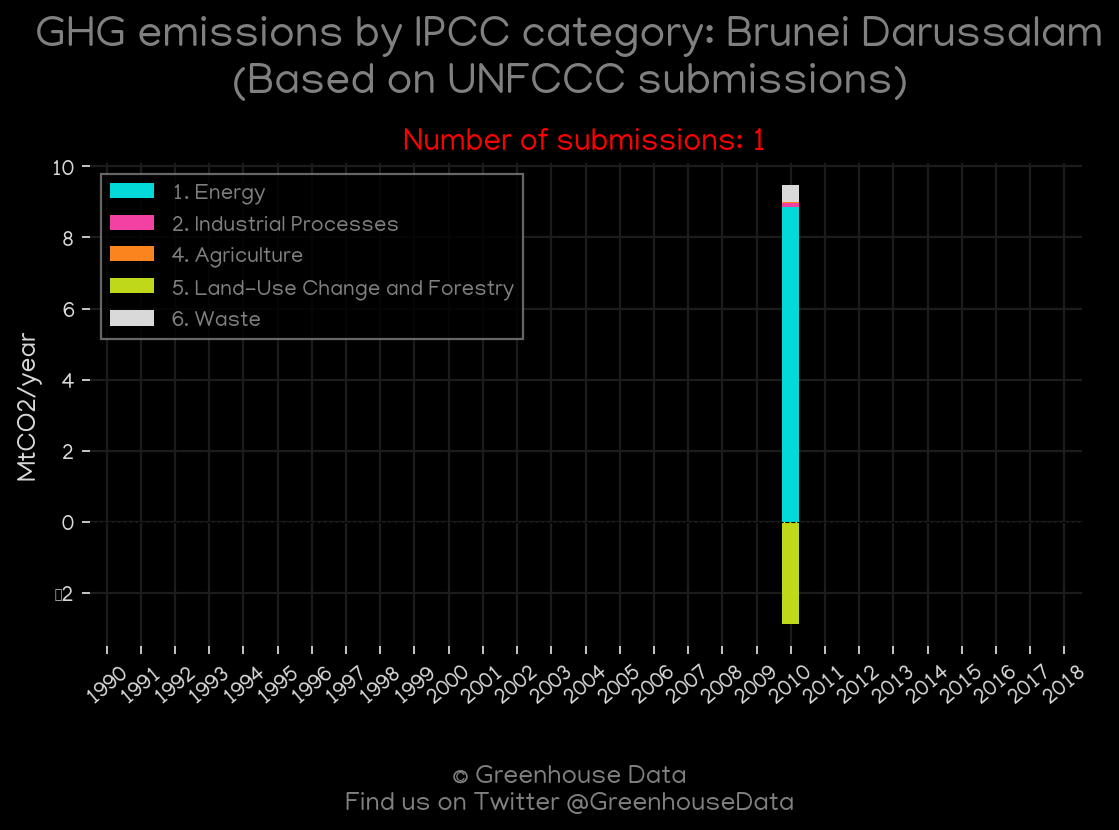 GHG emissions by IPCC category: Brunei Darussalam
(Based on UNFCCC submissions)
Number of submissions: 1
1. Energy
2. Industrial Processes
4. Agriculture
5. Land-Use Change and Forestry
6. Waste
MtCO2/year
10
8
6
4
2
0
▯2
1990 1991 1992 1993 1994 1995 1996 1997 1998 1999 2000 2001 2002 2003 2004 2005 2006 2007 2008 2009 2010 2011 2012 2013 2014 2015 2016 2017 2018
© Greenhouse Data
Find us on Twitter @GreenhouseData